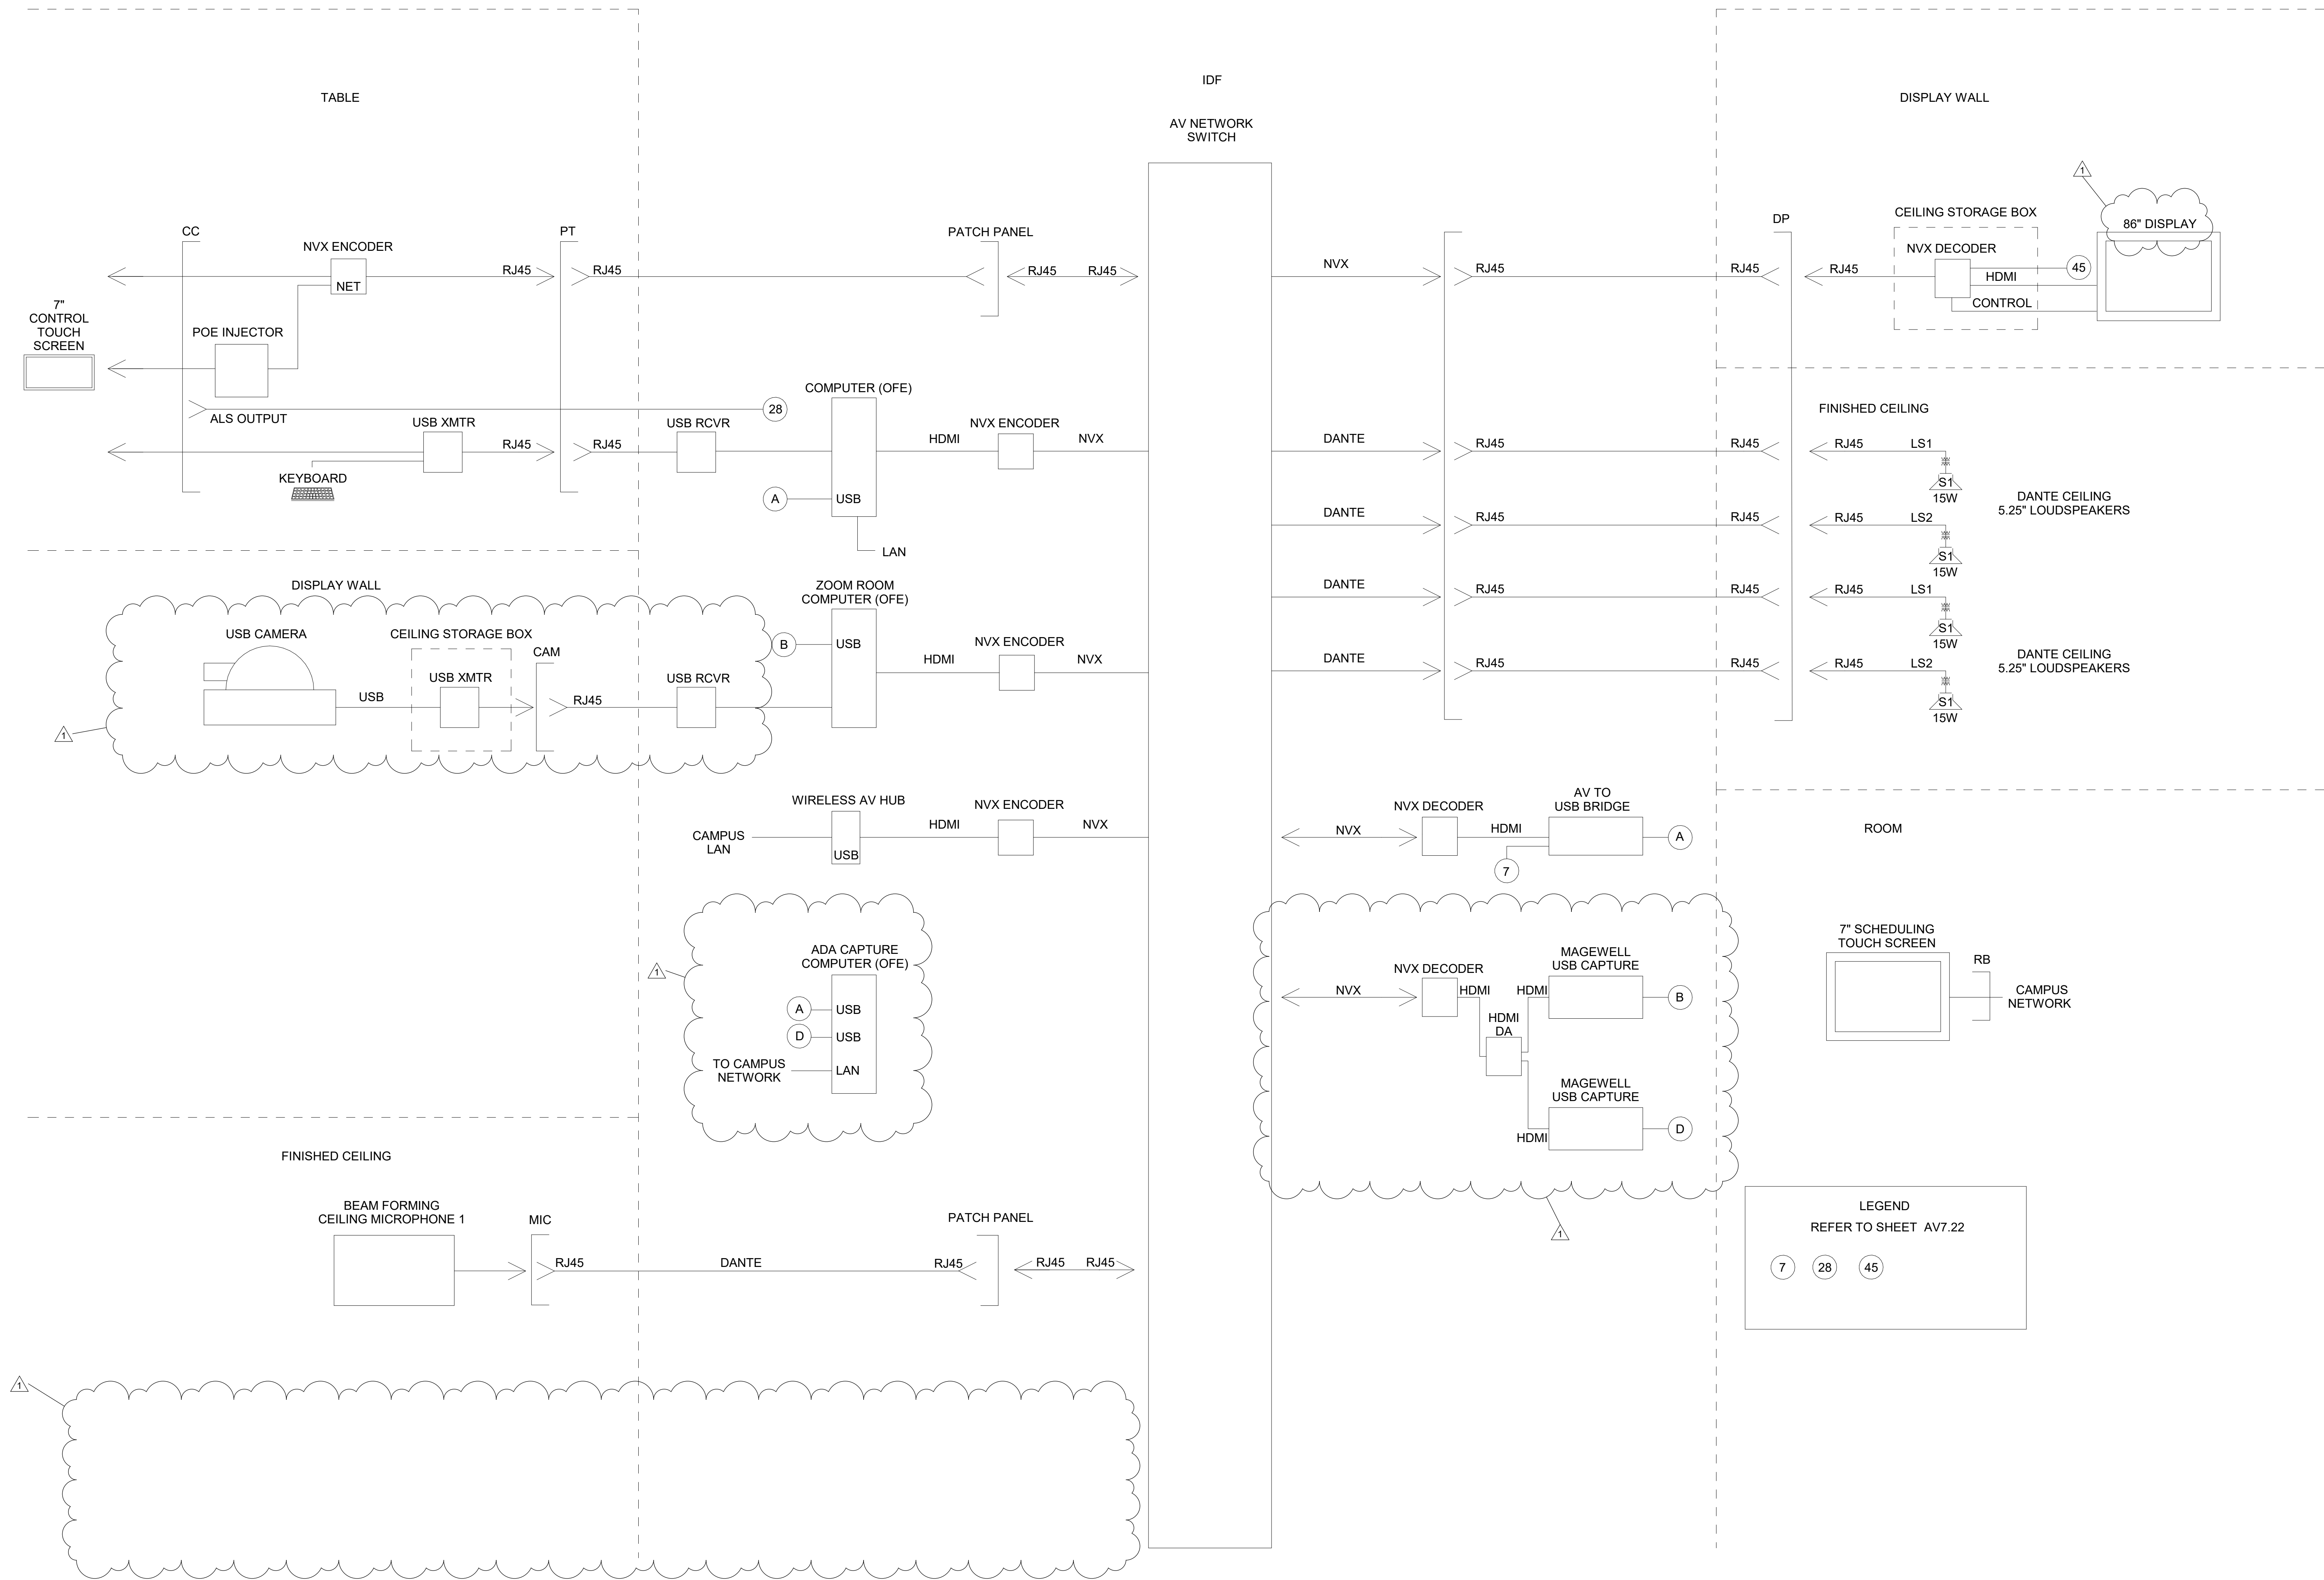 TABLE
IDF
AV NETWORK
SWITCH
DISPLAY WALL
1
86" DISPLAY
CC
NVX ENCODER
NET
RJ45
PT
RJ45
PATCH PANEL
RJ45
RJ45
NVX
RJ45
RJ45
DP
RJ45
CEILING STORAGE BOX
NVX DECODER
45
HDMI
CONTROL
7"
CONTROL
TOUCH
SCREEN
POE INJECTOR
ALS OUTPUT
28
USB XMTR
RJ45
RJ45
USB RCVR
KEYBOARD
COMPUTER (OFE)
HDMI
NVX ENCODER
NVX
A
USB
LAN
FINISHED CEILING
DANTE
RJ45
RJ45
RJ45
LS1
S1
15W
DANTE CEILING
5.25" LOUDSPEAKERS
DANTE
RJ45
RJ45
RJ45
LS2
S1
15W
DANTE
RJ45
RJ45
RJ45
LS1
S1
15W
DANTE CEILING
5.25" LOUDSPEAKERS
DANTE
RJ45
RJ45
RJ45
LS2
S1
15W
DISPLAY WALL
USB CAMERA
USB
CEILING STORAGE BOX
USB XMTR
CAM
RJ45
USB RCVR
1
ZOOM ROOM
COMPUTER (OFE)
B
USB
HDMI
NVX ENCODER
NVX
WIRELESS AV HUB
CAMPUS
LAN
USB
HDMI
NVX ENCODER
NVX
NVX
NVX DECODER
HDMI
AV TO
USB BRIDGE
A
7
ROOM
1
ADA CAPTURE
COMPUTER (OFE)
A
USB
D
USB
TO CAMPUS
NETWORK
LAN
NVX
NVX DECODER
HDMI
HDMI
DA
HDMI
MAGEWELL
USB CAPTURE
B
MAGEWELL
USB CAPTURE
HDMI
D
1
7" SCHEDULING
TOUCH SCREEN
RB
CAMPUS
NETWORK
FINISHED CEILING
BEAM FORMING
CEILING MICROPHONE 1
MIC
RJ45
DANTE
RJ45
PATCH PANEL
RJ45
RJ45
LEGEND
REFER TO SHEET AV7.22
7
28
45
1